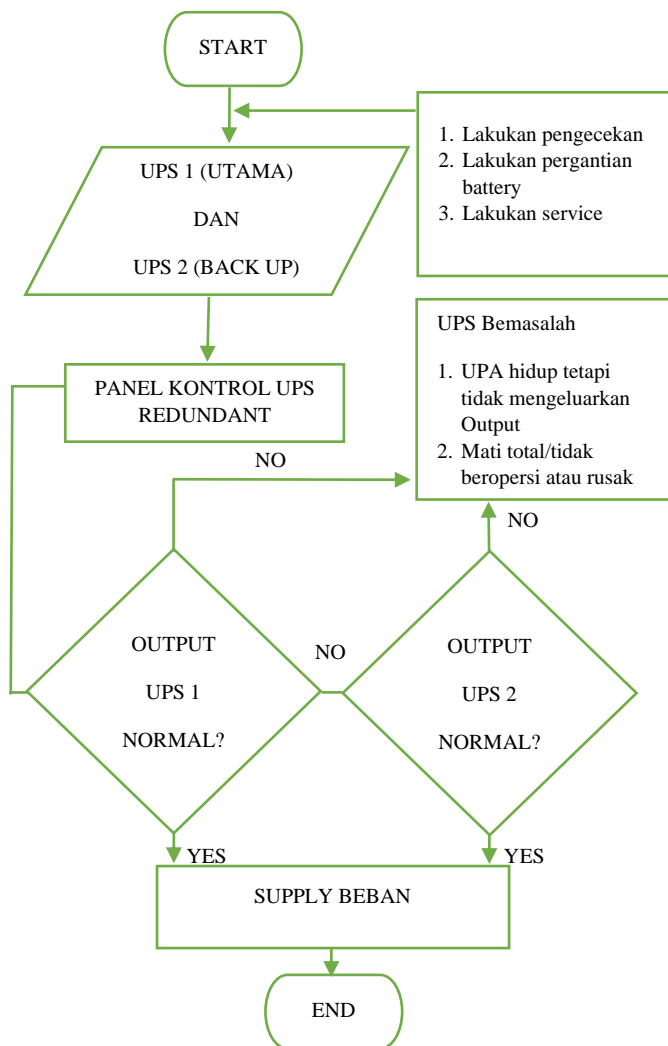 START
1. Lakukan pengecekan
2. Lakukan pergantian
battery
3. Lakukan service
UPS 1 (UTAMA)
DAN
UPS 2 (BACK UP)
UPS Bemasalah
1. UPA hidup tetapi
tidak mengeluarkan
Output
2. Mati total/tidak
beropersi atau rusak
PANEL KONTROL UPS
REDUNDANT
NO
NO
OUTPUT
UPS 1
NORMAL?
NO
OUTPUT
UPS 2
NORMAL?
YES
YES
SUPPLY BEBAN
END